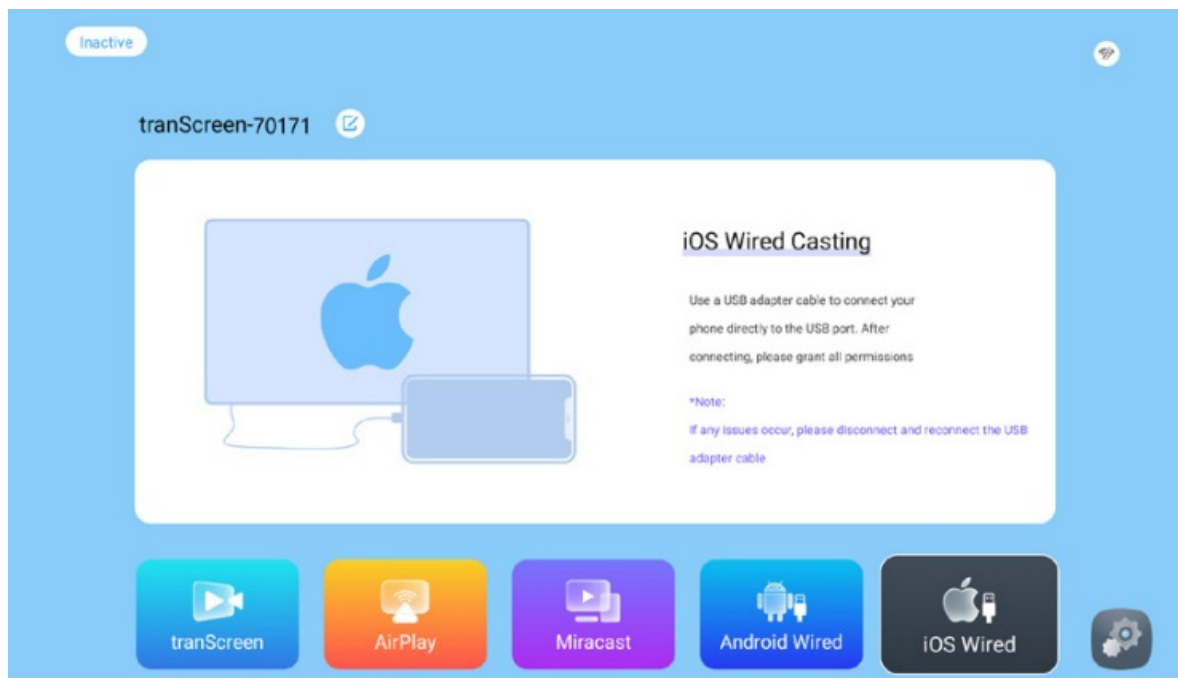 Inactive
tranScreen-70171
iOS Wired Casting
Use a USB adapter cable to connect your
phone directly to the USB port. After
connecting, please grant all permissions
*Note:
If any issues occur, please disconnect and reconnect the USB
adapter cable
tranScreen
AirPlay
Miracast
Android Wired
iOS Wired